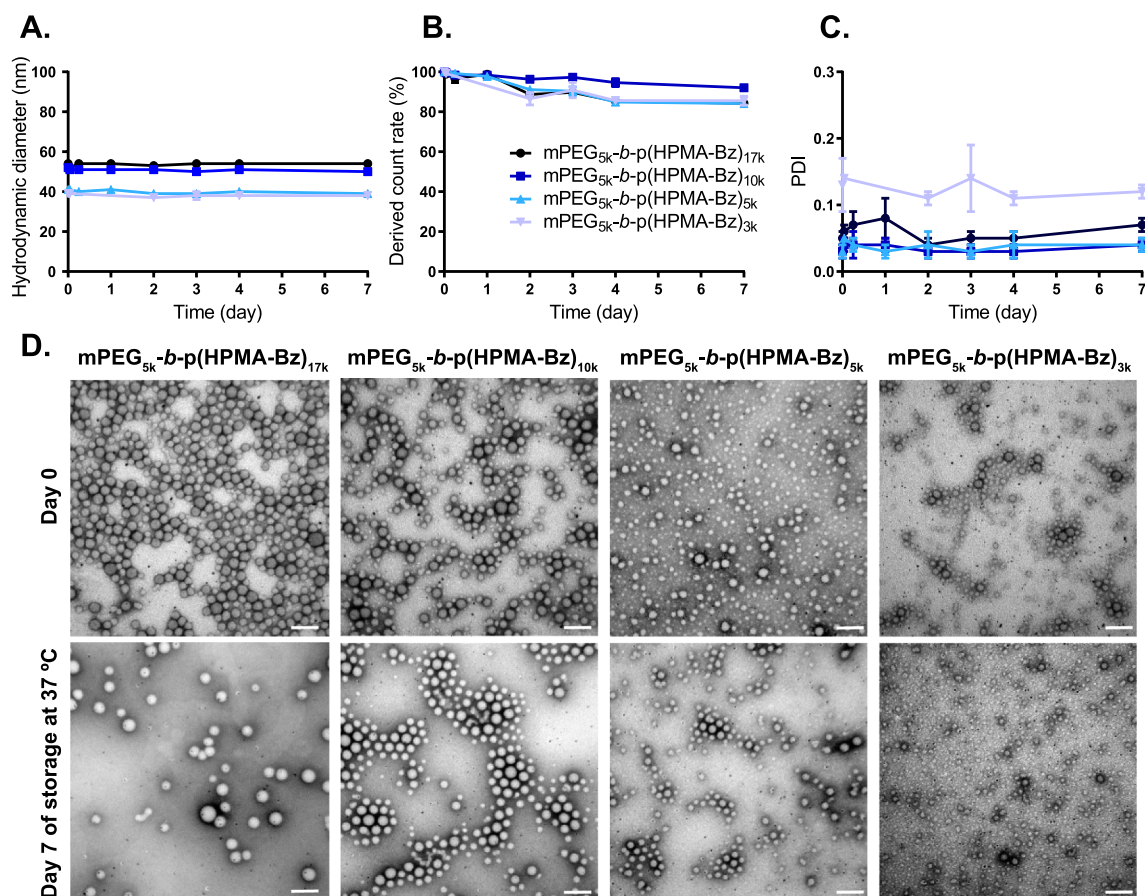 A.
B.
C.
Hydrodynamic diameter (nm)
100
80
60
40
20
0
0 1 2 3 4 5 6 7
Time (day)
Derived count rate (%)
100
80
60
40
20
0
mPEG5k-b-p(HPMA-Bz)17k
mPEG5k-b-p(HPMA-Bz)10k
mPEG5k-b-p(HPMA-Bz)5k
mPEG5k-b-p(HPMA-Bz)3k
0 1 2 3 4 5 6 7
Time (day)
PDI
0.3
0.2
0.1
0.0
0 1 2 3 4 5 6 7
Time (day)
D.
mPEG5k-b-p(HPMA-Bz)17k
mPEG5k-b-p(HPMA-Bz)10k
mPEG5k-b-p(HPMA-Bz)5k
mPEG5k-b-p(HPMA-Bz)3k
Day 0
Day 7 of storage at 37 ºC